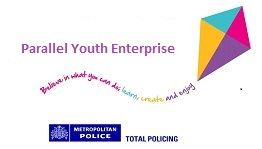 Parallel Youth Enterprise
Believe in what you can do; learn, create and enjoy
METROPOLITAN
POLICE
TOTAL POLICING